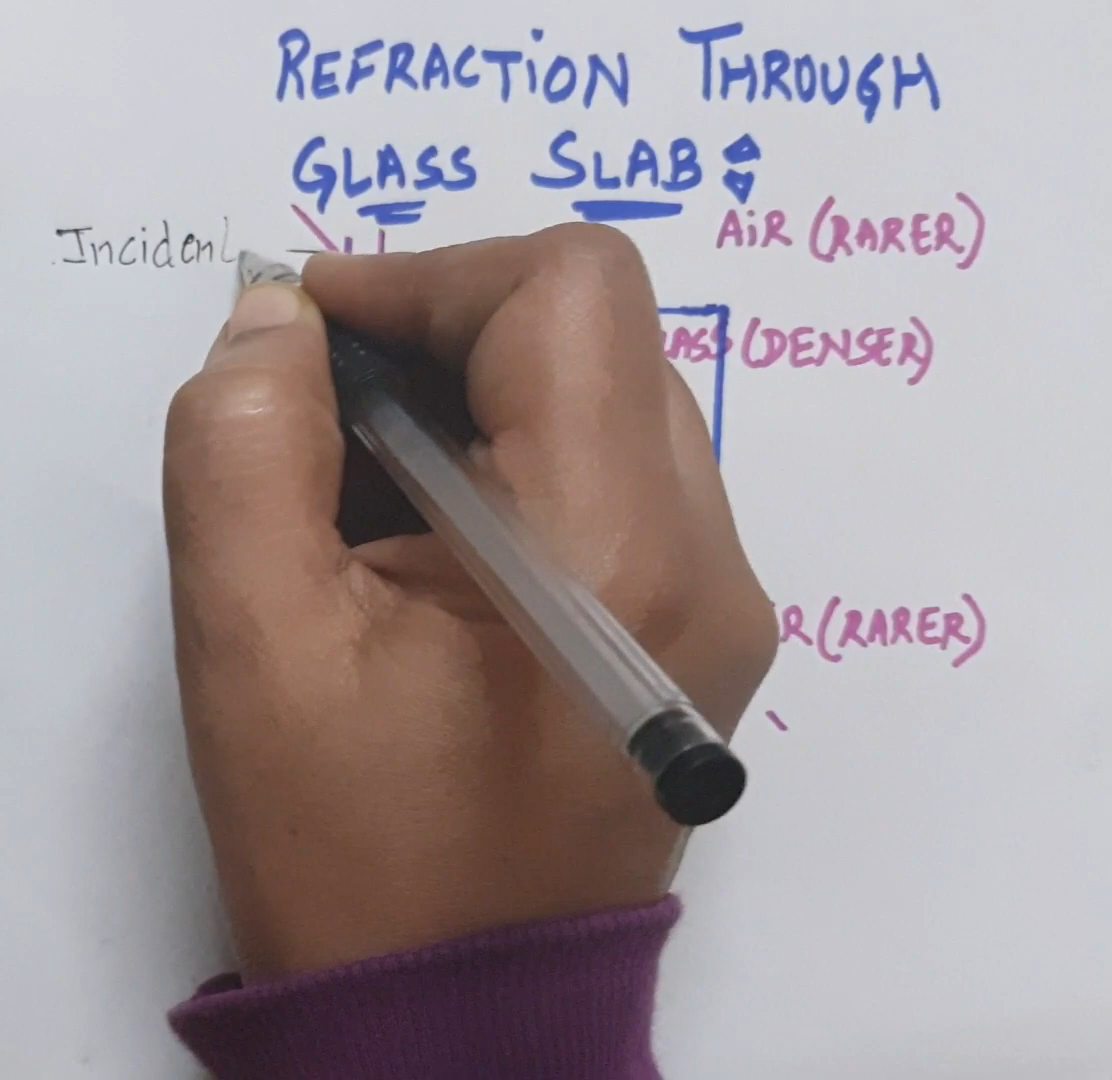 REFRACTION THROUGH
GLASS SLAB:
AIR (RARER)
Incident
(DENSER)
(RARER)